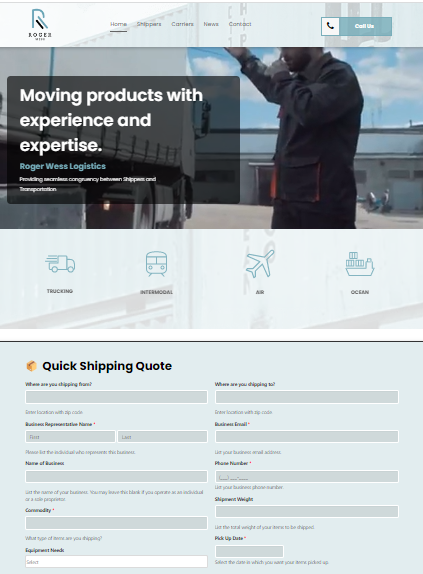 Home Shippers Carriers News Contact
Call Us
ROGER
WESS
Moving products with
experience and
expertise.
Roger Wess Logistics
Providing seamless congruency between Shippers and
Transportation
TRUCKING INTERMODAL AIR OCEAN
Quick Shipping Quote
Where are you shipping from? Where are you shipping to?
Enter location with zip code Enter location with zip code
Business Representative Name * Business Email *
First Last
Please list the individual who represents this business. List your business email address
Name of Business Phone Number *
(___) ___-____
List the name of your business. You may leave this blank if you operate as an individual
or a sole proprietor.
List your business phone number
Commodity * Shipment Weight
What type of items are you shipping? List the total weight of your items to be shipped.
Equipment Needs Pick Up Date *
Select
Select the date in which you want your items picked up.